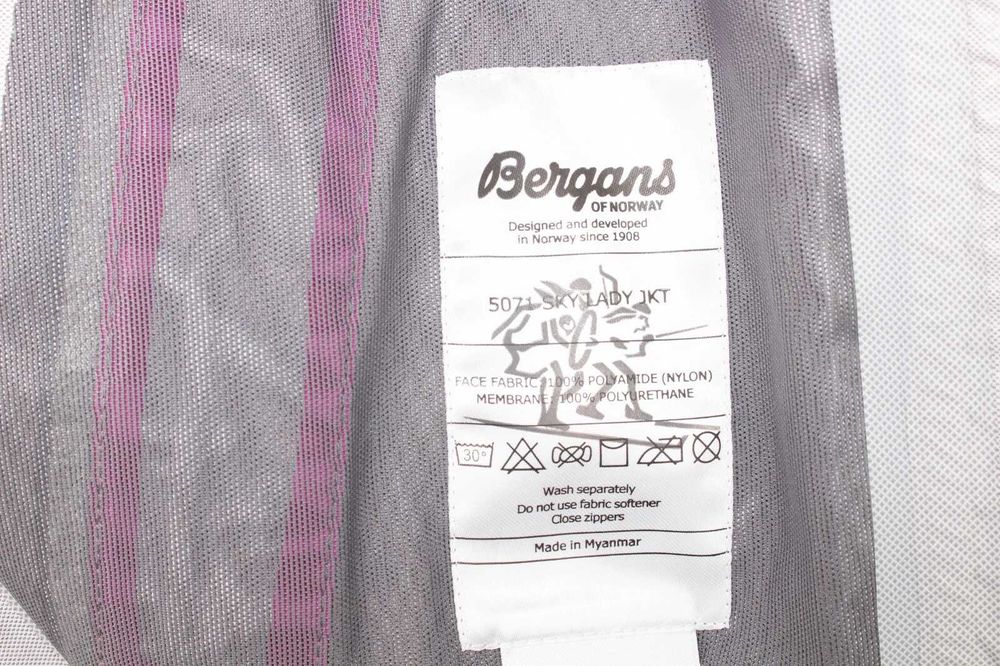 Bergans
OF NORWAY
Designed and developed
in Norway since 1908
5071 SKY LADY JKT
FACE FABRIC: 100% POLYAMIDE (NYLON)
MEMBRANE: 100% POLYURETHANE
30°
Wash separately
Do not use fabric softener
Close zippers
Made in Myanmar